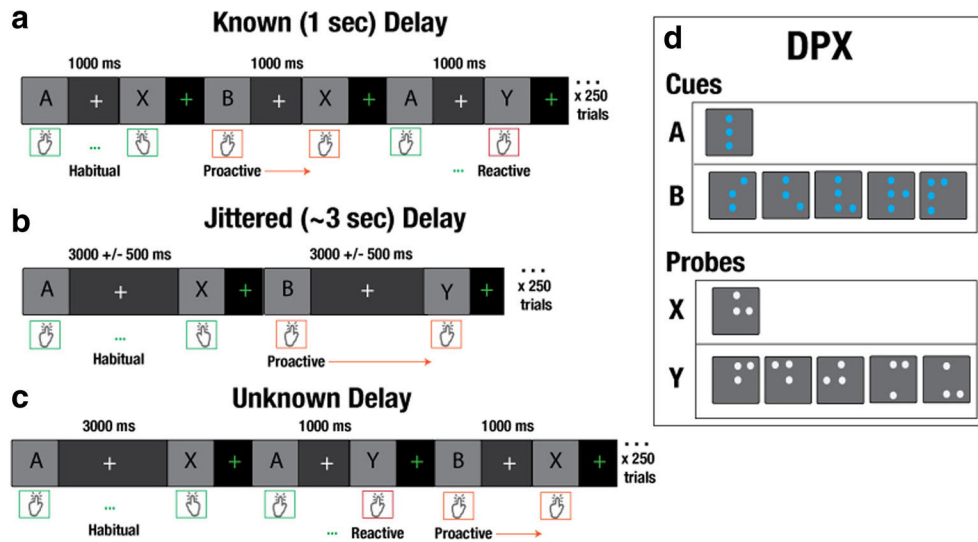 a
Known (1 sec) Delay
1000 ms 1000 ms 1000 ms
A + X + B + X + A + Y +
...
x 250
trials
... ...
Habitual Proactive Reactive
b
Jittered (~3 sec) Delay
3000 +/- 500 ms 3000 +/- 500 ms
A + X + B + Y +
...
x 250
trials
...
Habitual Proactive
c
Unknown Delay
3000 ms 1000 ms 1000 ms
A + X + A + Y + B + X +
...
x 250
trials
...
Habitual ... Reactive Proactive
d
DPX
Cues
A
B
Probes
X
Y